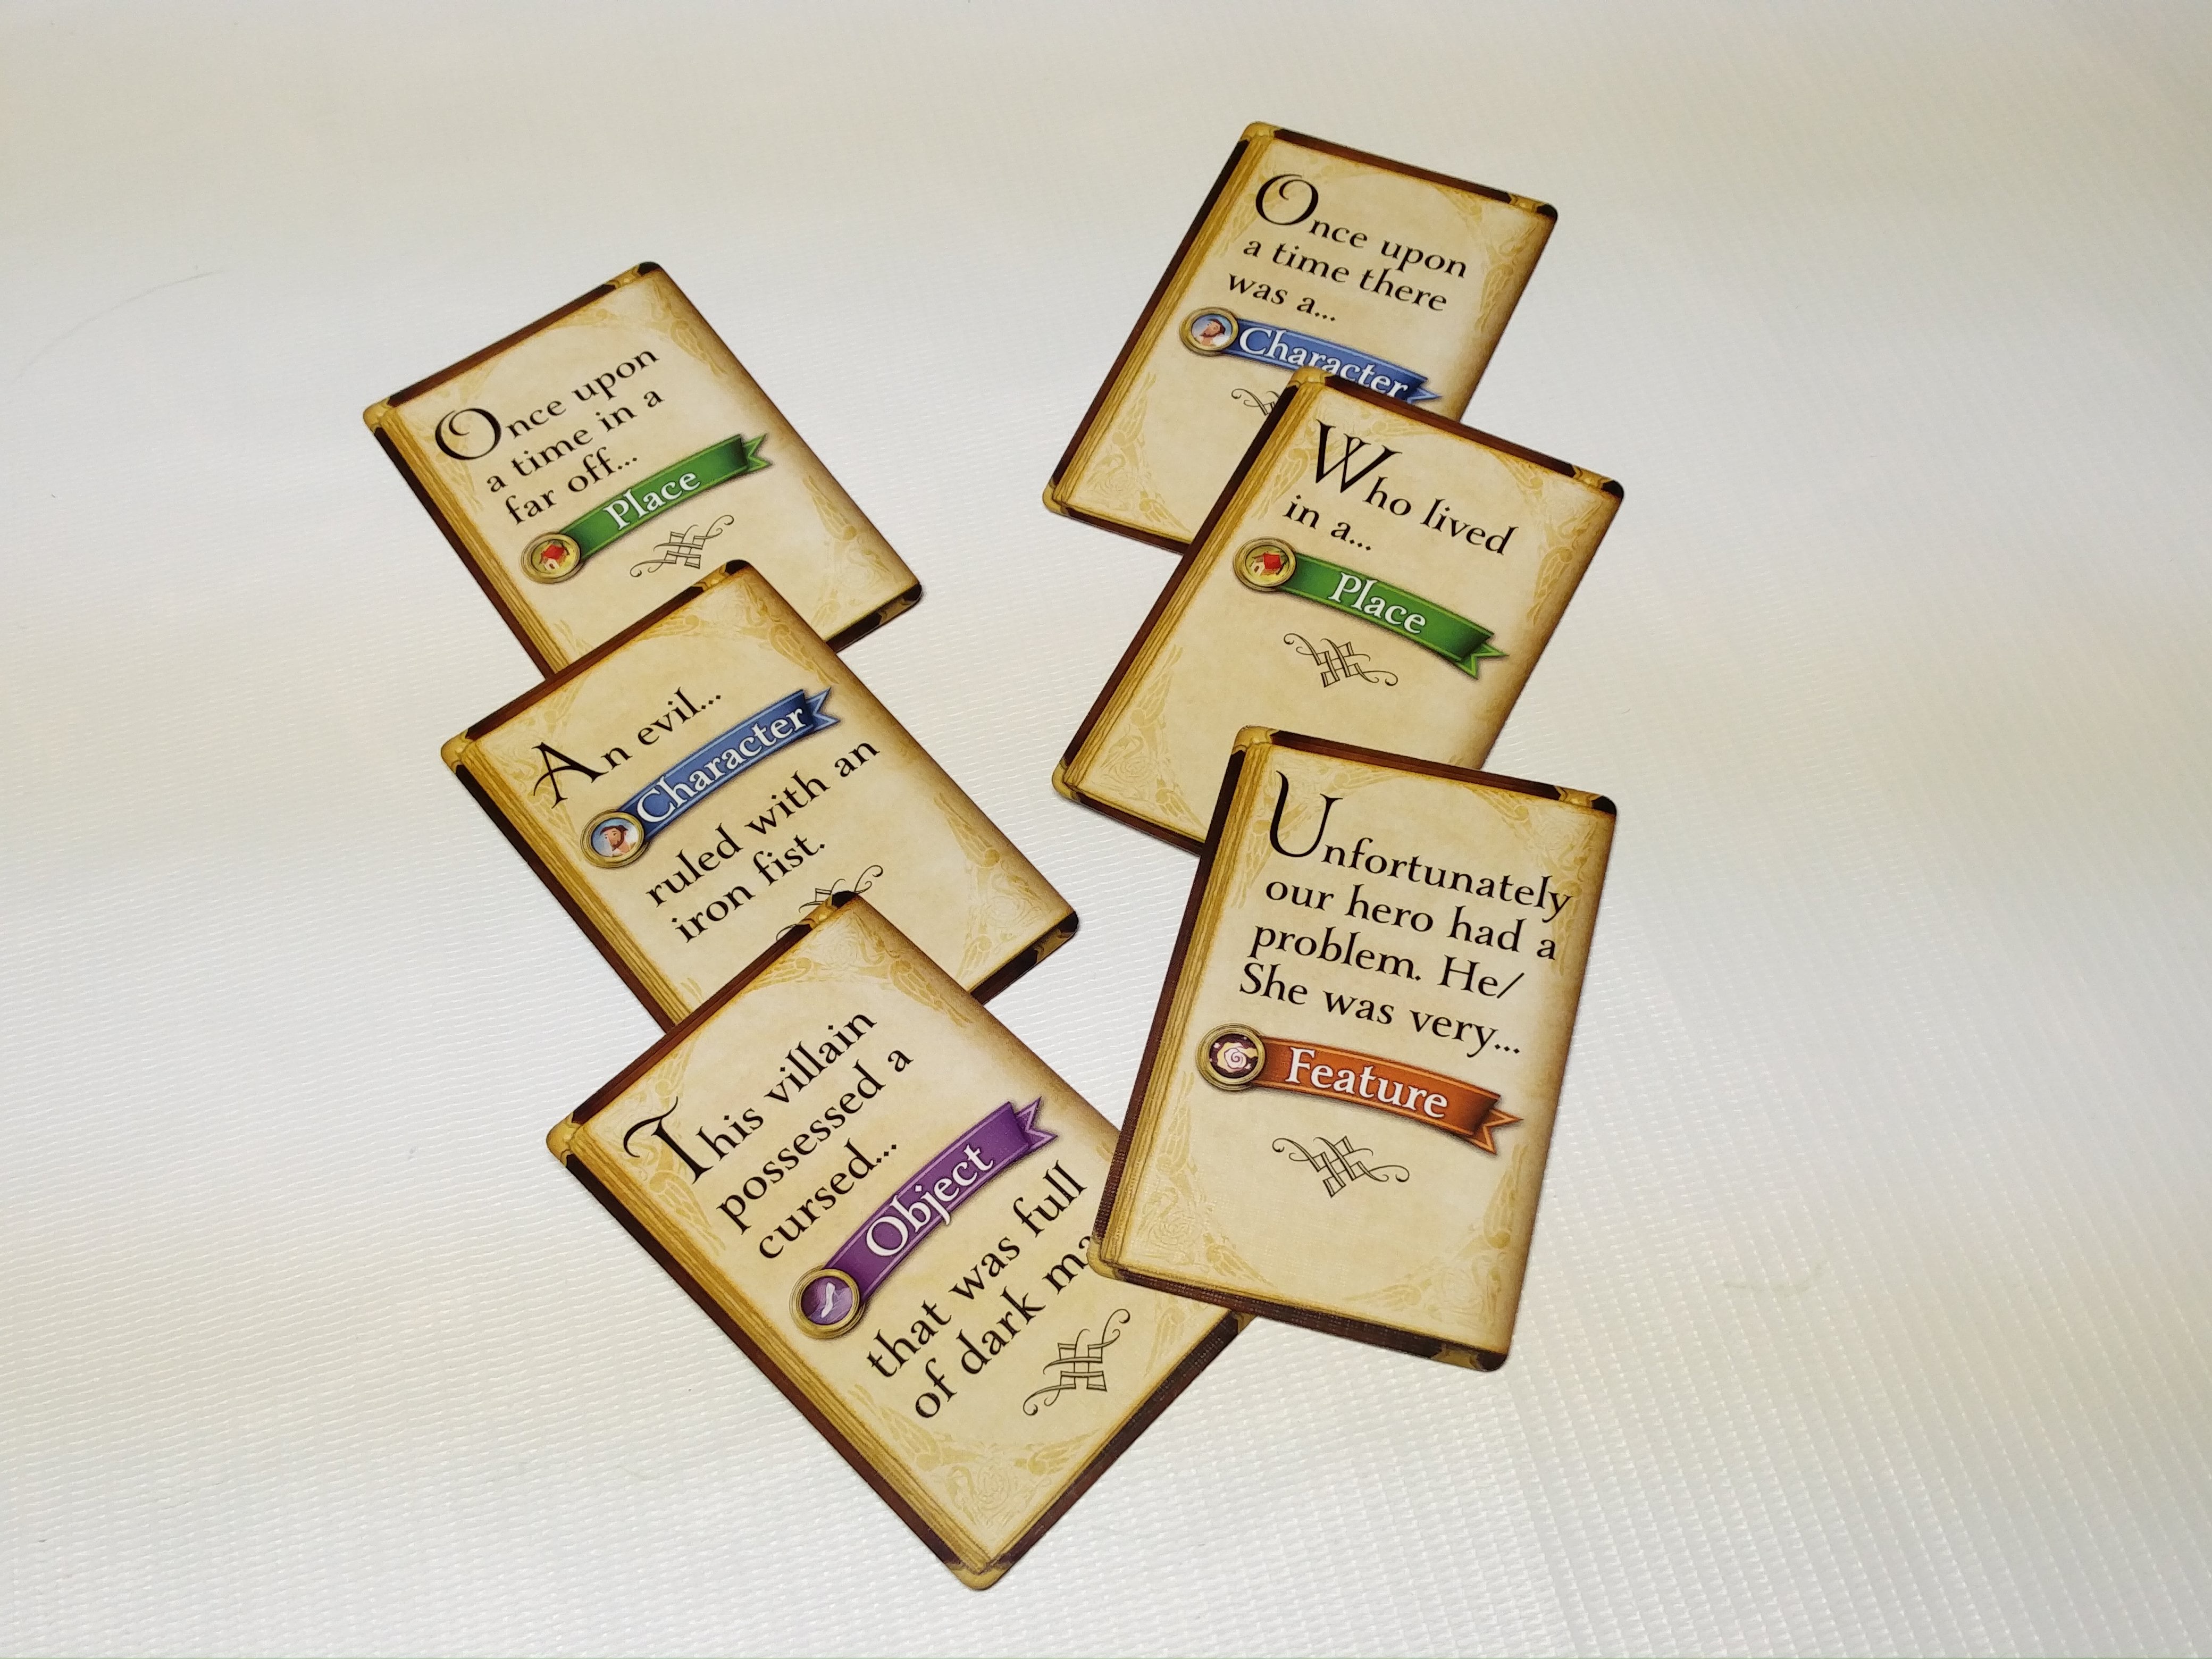 Once upon
a time in a
far off...
Place
An evil...
Character
ruled with an
iron fist.
This villain
possessed a
cursed...
Object
that was full
of dark
Once upon
a time there
was a...
Character
Who lived
in a...
Place
Unfortunately
our hero had a
problem. He/
She was very...
Feature